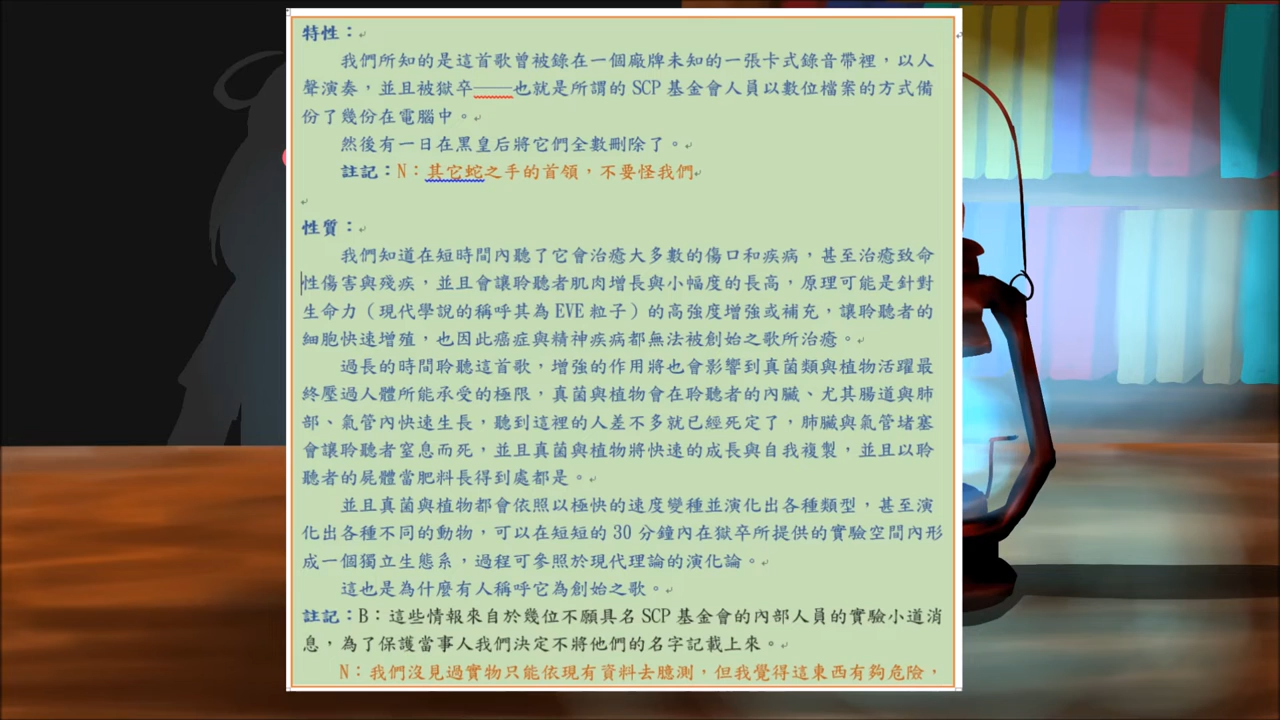 特性：
我們所知的是這首歌曾被錄在一個廠牌未知的一張卡式錄音帶裡，以人
聲演奏，並且被獄卒——也就是所謂的 SCP 基金會人員以數位檔案的方式備
份了幾份在電腦中。
然後有一日在黑皇后將它們全數刪除了。
註記：N：其它蛇之手的首領，不要怪我們
性質：
我們知道在短時間內聽了它會治癒大多數的傷口和疾病，甚至治癒致命
性傷害與殘疾，並且會讓聆聽者肌肉增長與小幅度的長高，原理可能是針對
生命力（現代學說的稱呼其為 EVE 粒子）的高強度增強或補充，讓聆聽者的
細胞快速增殖，也因此癌症與精神疾病都無法被創始之歌所治癒。
過長的時間聆聽這首歌，增強的作用將也會影響到真菌類與植物活躍最
終壓過人體所能承受的極限，真菌與植物會在聆聽者的內臟、尤其腸道與肺
部、氣管內快速生長，聽到這裡的人差不多就已經死定了，肺臟與氣管堵塞
會讓聆聽者窒息而死，並且真菌與植物將快速的成長與自我複製，並且以聆
聽者的屍體當肥料長得到處都是。
並且真菌與植物都會依照以極快的速度變種並演化出各種類型，甚至演
化出各種不同的動物，可以在短短的 30 分鐘內在獄卒所提供的實驗空間內形
成一個獨立生態系，過程可參照於現代理論的演化論。
這也是為什麼有人稱呼它為創始之歌。
註記：B：這些情報來自於幾位不願具名 SCP 基金會的內部人員的實驗小道消
息，為了保護當事人我們決定不將他們的名字記載上來。
N：我們沒見過實物只能依現有資料去臆測，但我覺得這東西有夠危險，